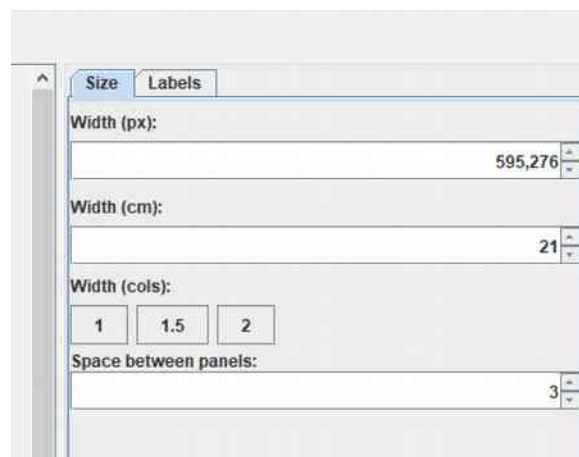 Size Labels
Width (px):
595,276
Width (cm):
21
Width (cols):
1 1.5 2
Space between panels:
3